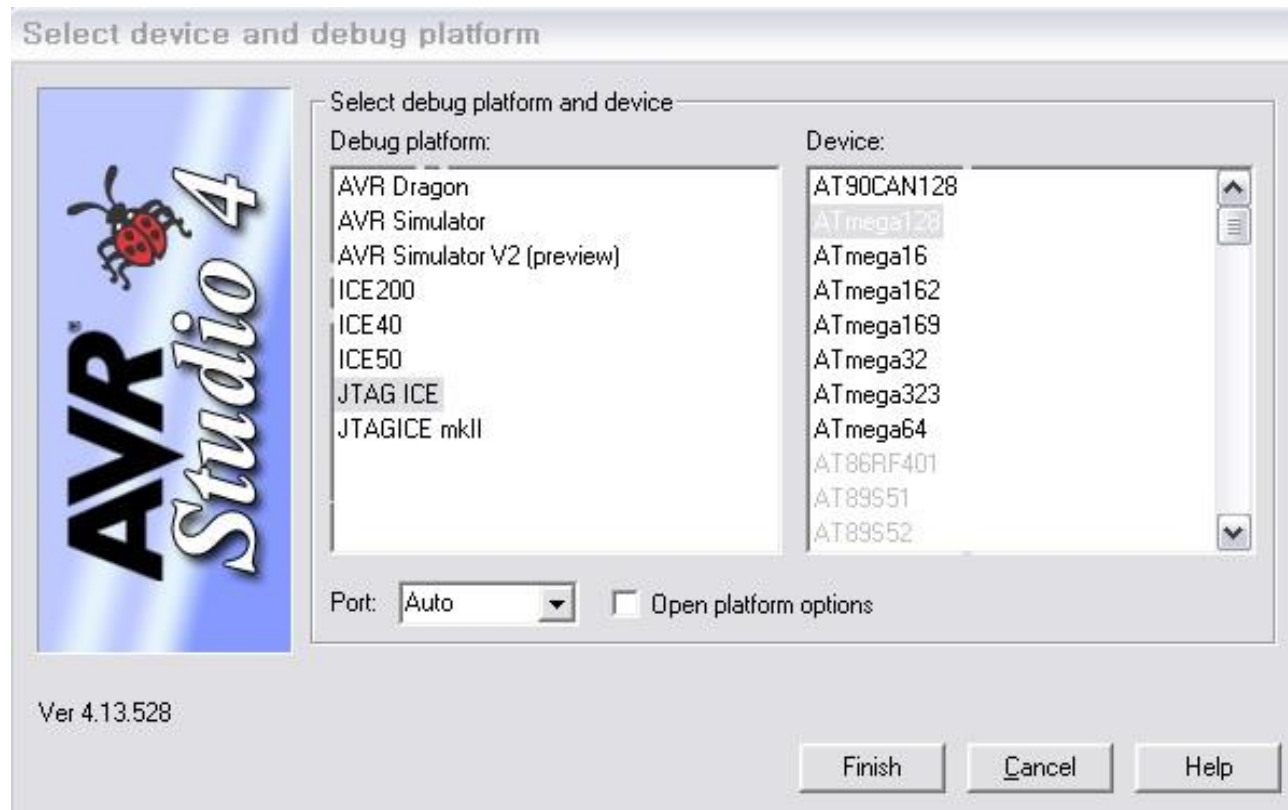 Select device and debug platform
AVR®
Studio 4
Select debug platform and device
Debug platform:
AVR Dragon
AVR Simulator
AVR Simulator V2 (preview)
ICE200
ICE40
ICE50
JTAG ICE
JTAGICE mkII
Device:
AT90CAN128
ATmega128
ATmega16
ATmega162
ATmega169
ATmega32
ATmega323
ATmega64
AT86RF401
AT89S51
AT89S52
Port: Auto Open platform options
Ver 4.13.528
Finish Cancel Help